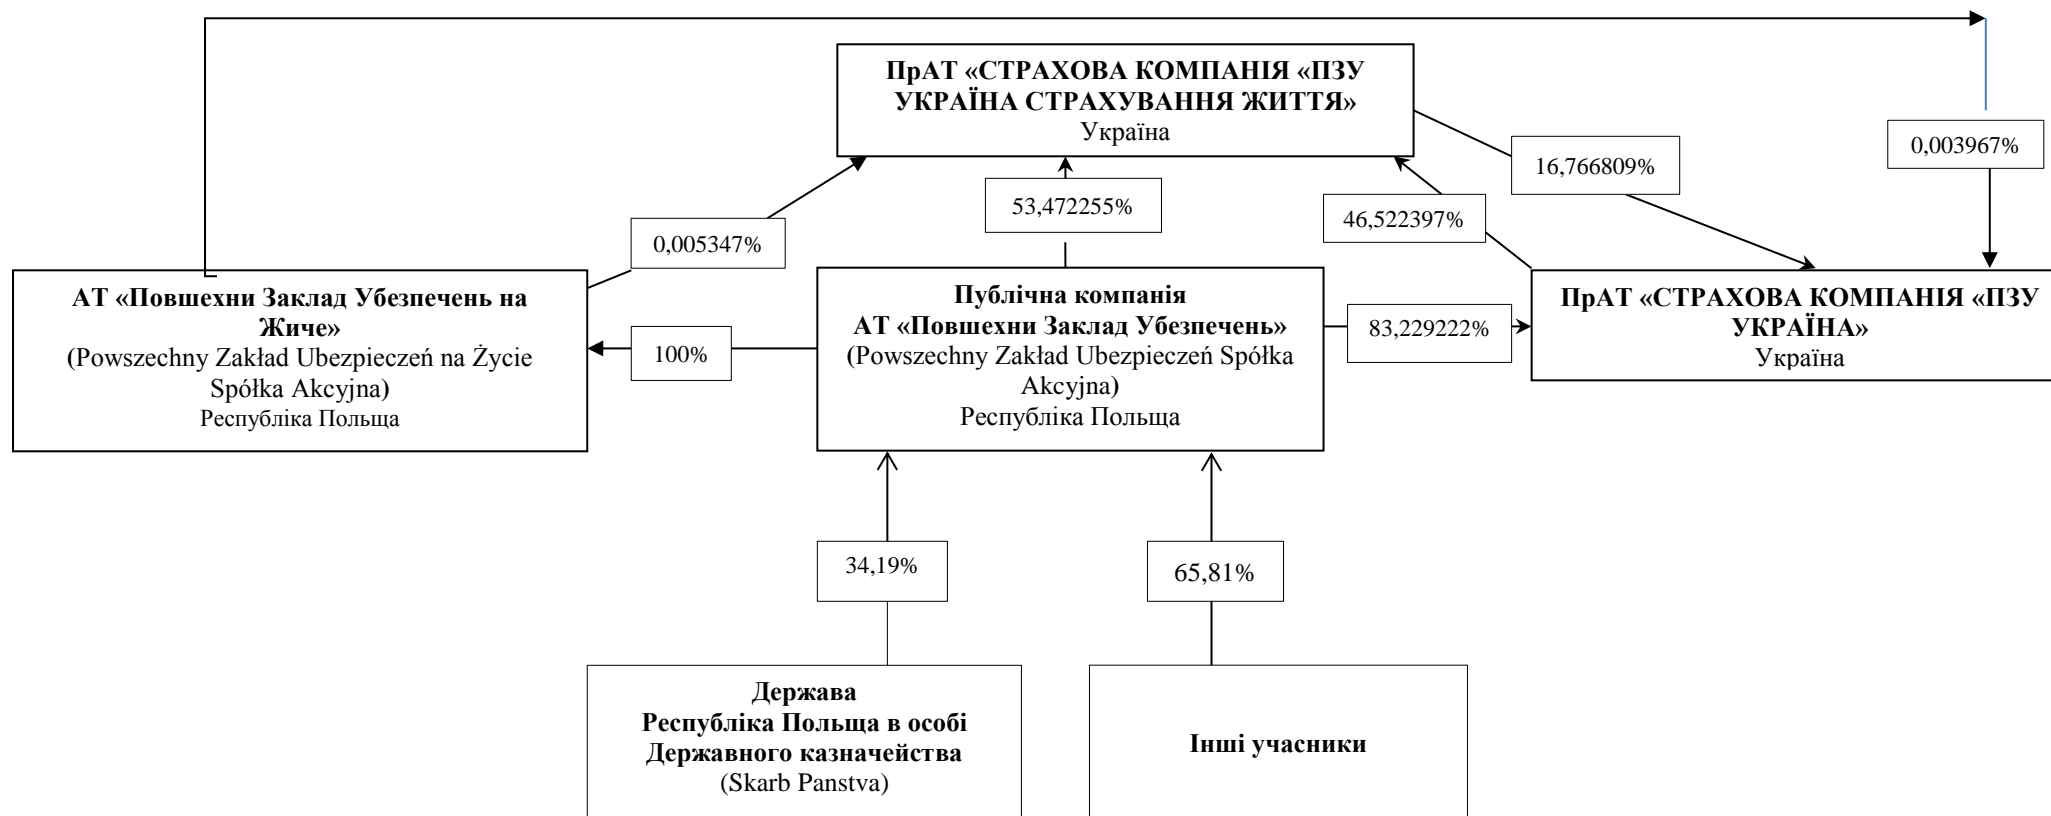 ПрАТ «СТРАХОВА КОМПАНІЯ «ПЗУ
УКРАЇНА СТРАХУВАННЯ ЖИТТЯ»
Україна
0,003967%
16,766809%
53,472255%
46,522397%
0,005347%
АТ «Повшехни Заклад Убезпечень на
Жиче»
(Powszechny Zakład Ubezpieczeń na Życie
Spółka Akcyjna)
Республіка Польща
100%
Публічна компанія
АТ «Повшехни Заклад Убезпечень»
(Powszechny Zakład Ubezpieczeń Spółka
Akcyjna)
Республіка Польща
83,229222%
ПрАТ «СТРАХОВА КОМПАНІЯ «ПЗУ
УКРАЇНА»
Україна
34,19%
65,81%
Держава
Республіка Польща в особі
Державного казначейства
(Skarb Panstva)
Інші учасники